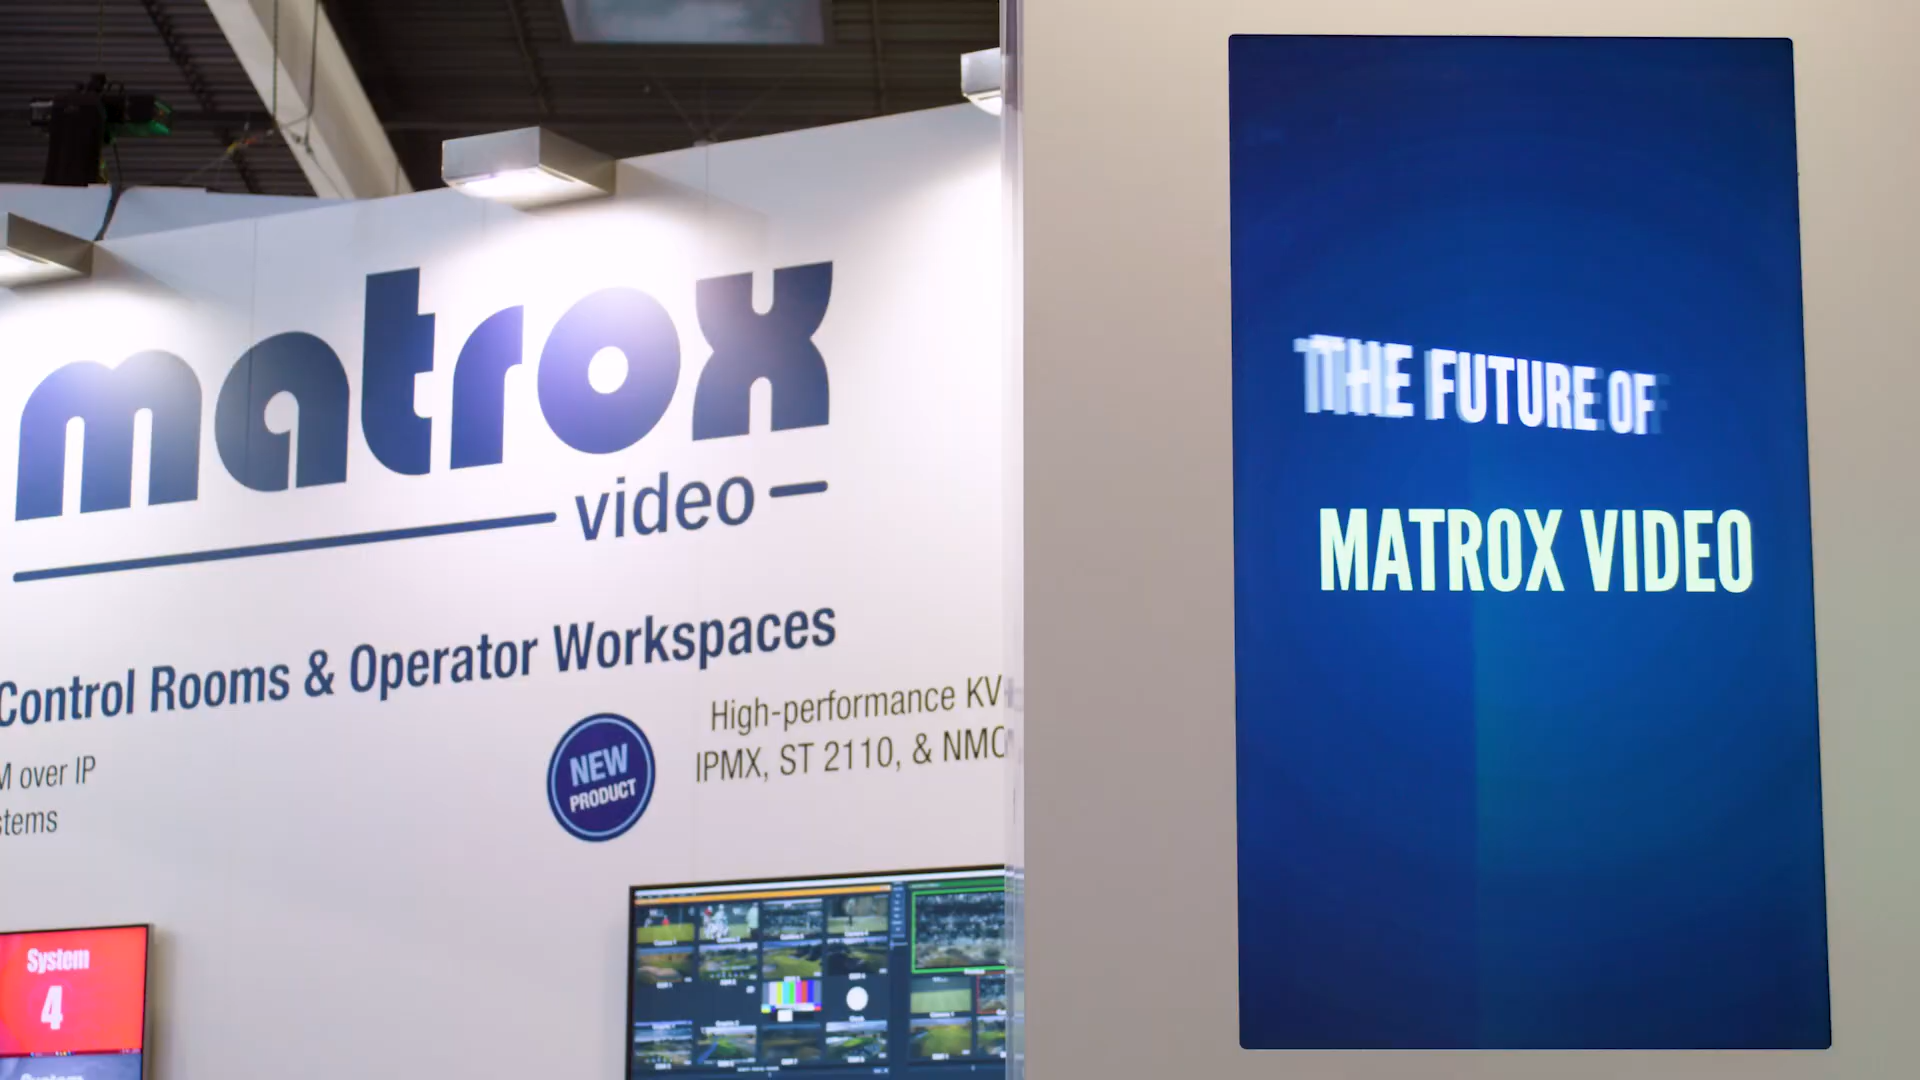 matrox
video
Control Rooms & Operator Workspaces
M over IP
stems
NEW
PRODUCT
High-performance KV
IPMX, ST 2110, & NMO
System
4
System
THE FUTURE OF
MATROX VIDEO